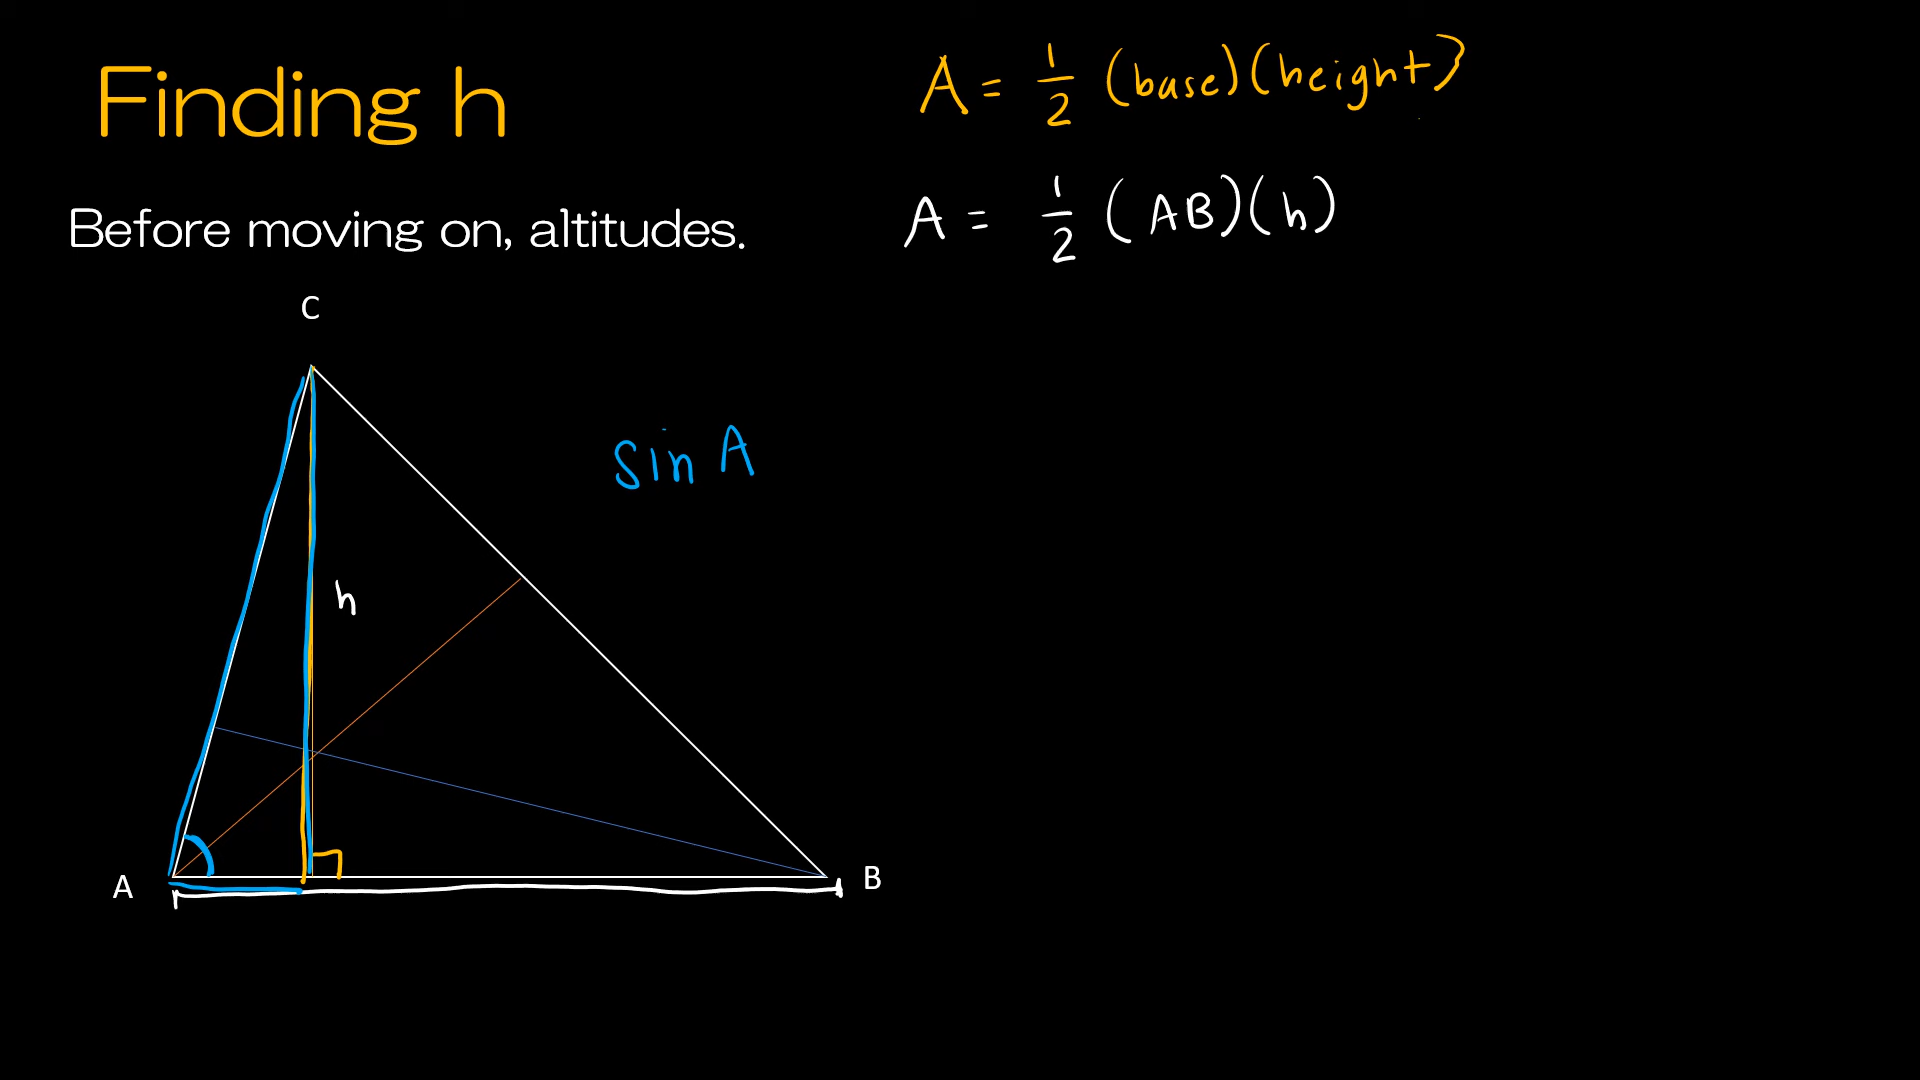 Finding h
A = 1/2 (base)(height)
Before moving on, altitudes.
A = 1/2 (AB)(h)
C
sin A
h
A
B